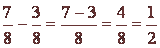 7/8 - 3/8 = (7-3)/8 = 4/8 = 1/2